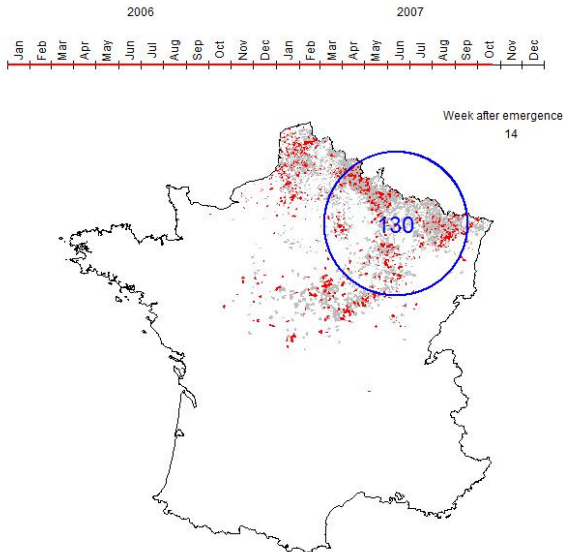 2006 2007
Jan Feb Mar Apr May Jun Jul Aug Sep Oct Nov Dec Jan Feb Mar Apr May Jun Jul Aug Sep Oct Nov Dec
Week after emergence
14
130